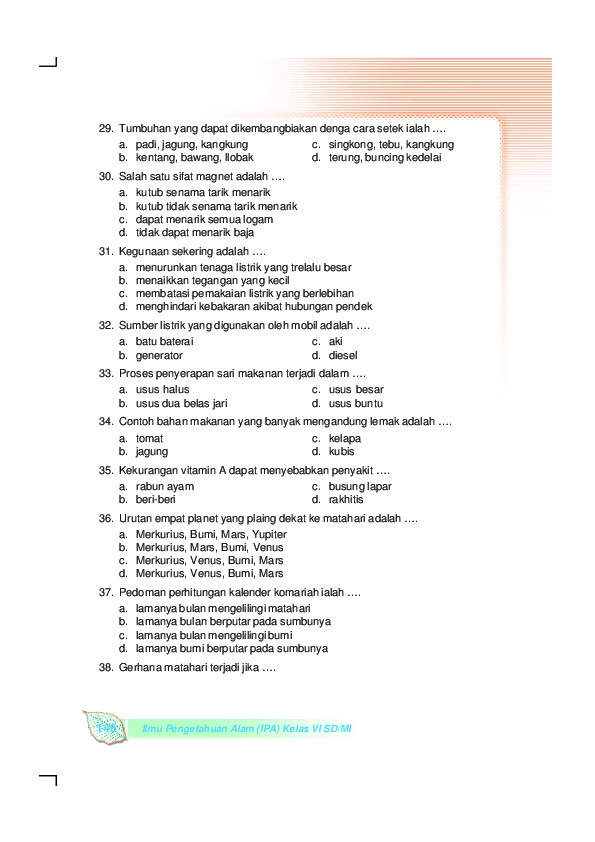 29. Tumbuhan yang dapat dikembangbiakan denga cara setek ialah ….
a. padi, jagung, kangkung c. singkong, tebu, kangkung
b. kentang, bawang, llobak d. terung, buncing kedelai
30. Salah satu sifat magnet adalah ….
a. kutub senama tarik menarik
b. kutub tidak senama tarik menarik
c. dapat menarik semua logam
d. tidak dapat menarik baja
31. Kegunaan sekering adalah ….
a. menurunkan tenaga listrik yang trelalu besar
b. menaikkan tegangan yang kecil
c. membatasi pemakaian listrik yang berlebihan
d. menghindari kebakaran akibat hubungan pendek
32. Sumber listrik yang digunakan oleh mobil adalah ….
a. batu baterai c. aki
b. generator d. diesel
33. Proses penyerapan sari makanan terjadi dalam ….
a. usus halus c. usus besar
b. usus dua belas jari d. usus buntu
34. Contoh bahan makanan yang banyak mengandung lemak adalah ….
a. tomat c. kelapa
b. jagung d. kubis
35. Kekurangan vitamin A dapat menyebabkan penyakit ….
a. rabun ayam c. busung lapar
b. beri-beri d. rakhitis
36. Urutan empat planet yang plaing dekat ke matahari adalah ….
a. Merkurius, Bumi, Mars, Yupiter
b. Merkurius, Mars, Bumi, Venus
c. Merkurius, Venus, Bumi, Mars
d. Merkurius, Venus, Bumi, Mars
37. Pedoman perhitungan kalender komariah ialah ….
a. lamanya bulan mengelilingi matahari
b. lamanya bulan berputar pada sumbunya
c. lamanya bulan mengelilingi bumi
d. lamanya bumi berputar pada sumbunya
38. Gerhana matahari terjadi jika ….
Ilmu Pengetahuan Alam (IPA) Kelas VI SD/MI